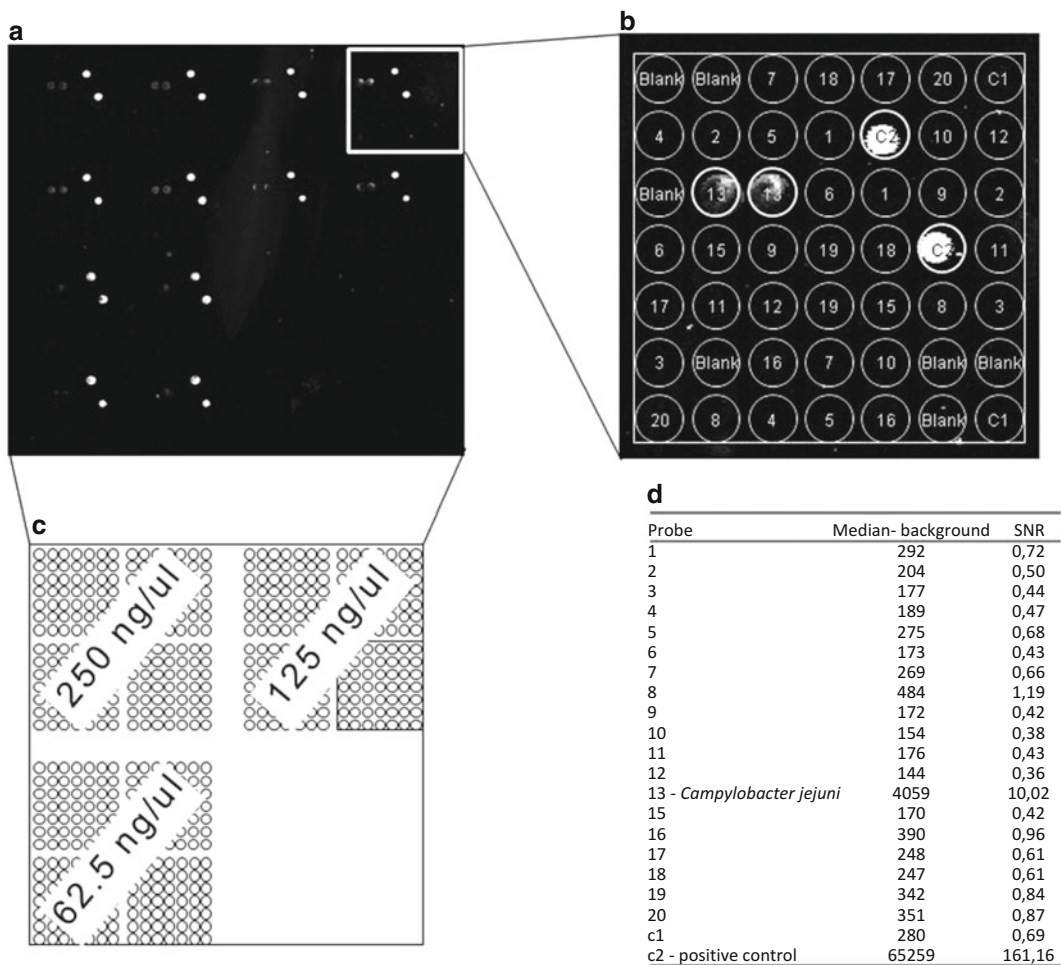 a
b
Blank Blank 7 18 17 20 C1
4 2 5 1 C2 10 12
Blank 13 13 6 1 9 2
6 15 9 19 18 C2 11
17 11 12 19 15 8 3
3 Blank 16 7 10 Blank Blank
20 8 4 5 16 Blank C1
c
250 ng/ul
125 ng/ul
62.5 ng/ul
d
Probe Median- background SNR
1 292 0,72
2 204 0,50
3 177 0,44
4 189 0,47
5 275 0,68
6 173 0,43
7 269 0,66
8 484 1,19
9 172 0,42
10 154 0,38
11 176 0,43
12 144 0,36
13 - Campylobacter jejuni 4059 10,02
15 170 0,42
16 390 0,96
17 248 0,61
18 247 0,61
19 342 0,84
20 351 0,87
c1 280 0,69
c2 - positive control 65259 161,16